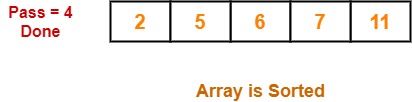 Pass = 4
Done
2 5 6 7 11
Array is Sorted